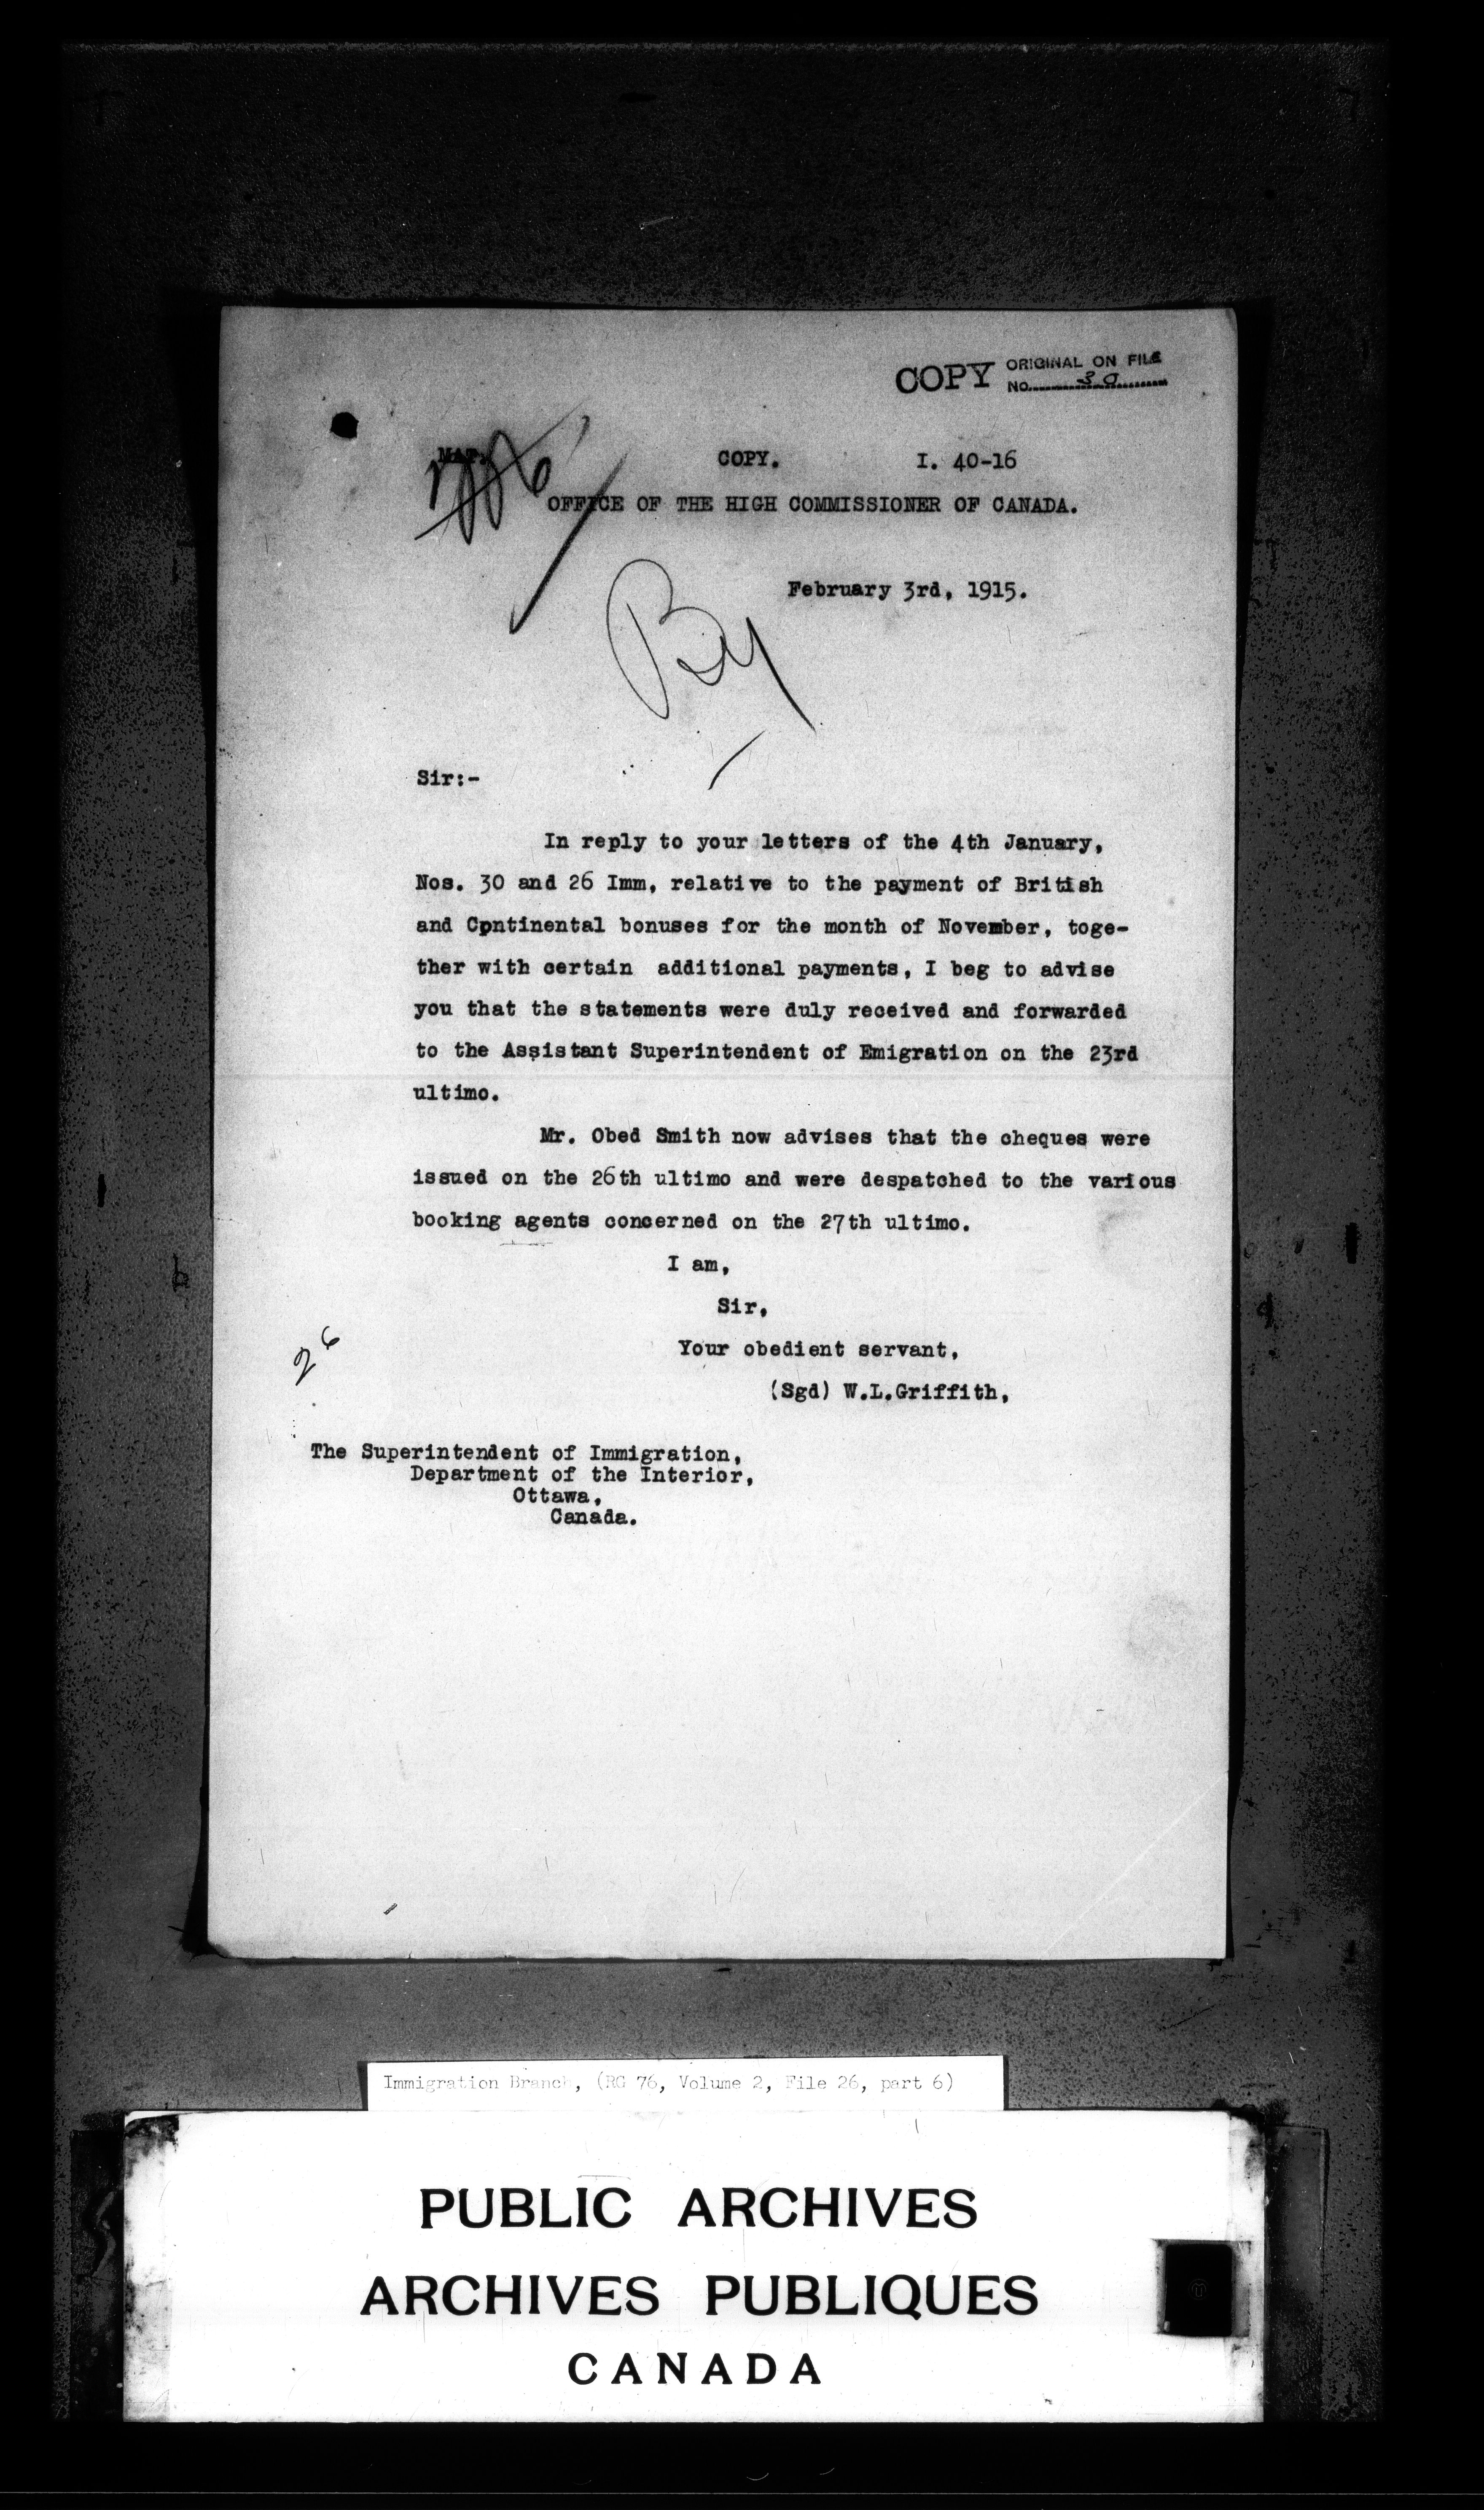 COPY ORIGINAL ON FILE
No. 30
COPY. I. 40-16
OFFICE OF THE HIGH COMMISSIONER OF CANADA.
February 3rd, 1915.
Sir:-
In reply to your letters of the 4th January,
Nos. 30 and 26 Imm, relative to the payment of British
and Continental bonuses for the month of November, toge-
ther with certain additional payments, I beg to advise
you that the statements were duly received and forwarded
to the Assistant Superintendent of Emigration on the 23rd
ultimo.
Mr. Obed Smith now advises that the cheques were
issued on the 26th ultimo and were despatched to the various
booking agents concerned on the 27th ultimo.
I am,
Sir,
Your obedient servant,
(Sgd) W.L.Griffith,
26
The Superintendent of Immigration,
Department of the Interior,
Ottawa,
Canada.
Immigration Branch, (RG 76, Volume 2, File 26, part 6)
PUBLIC ARCHIVES
ARCHIVES PUBLIQUES
CANADA